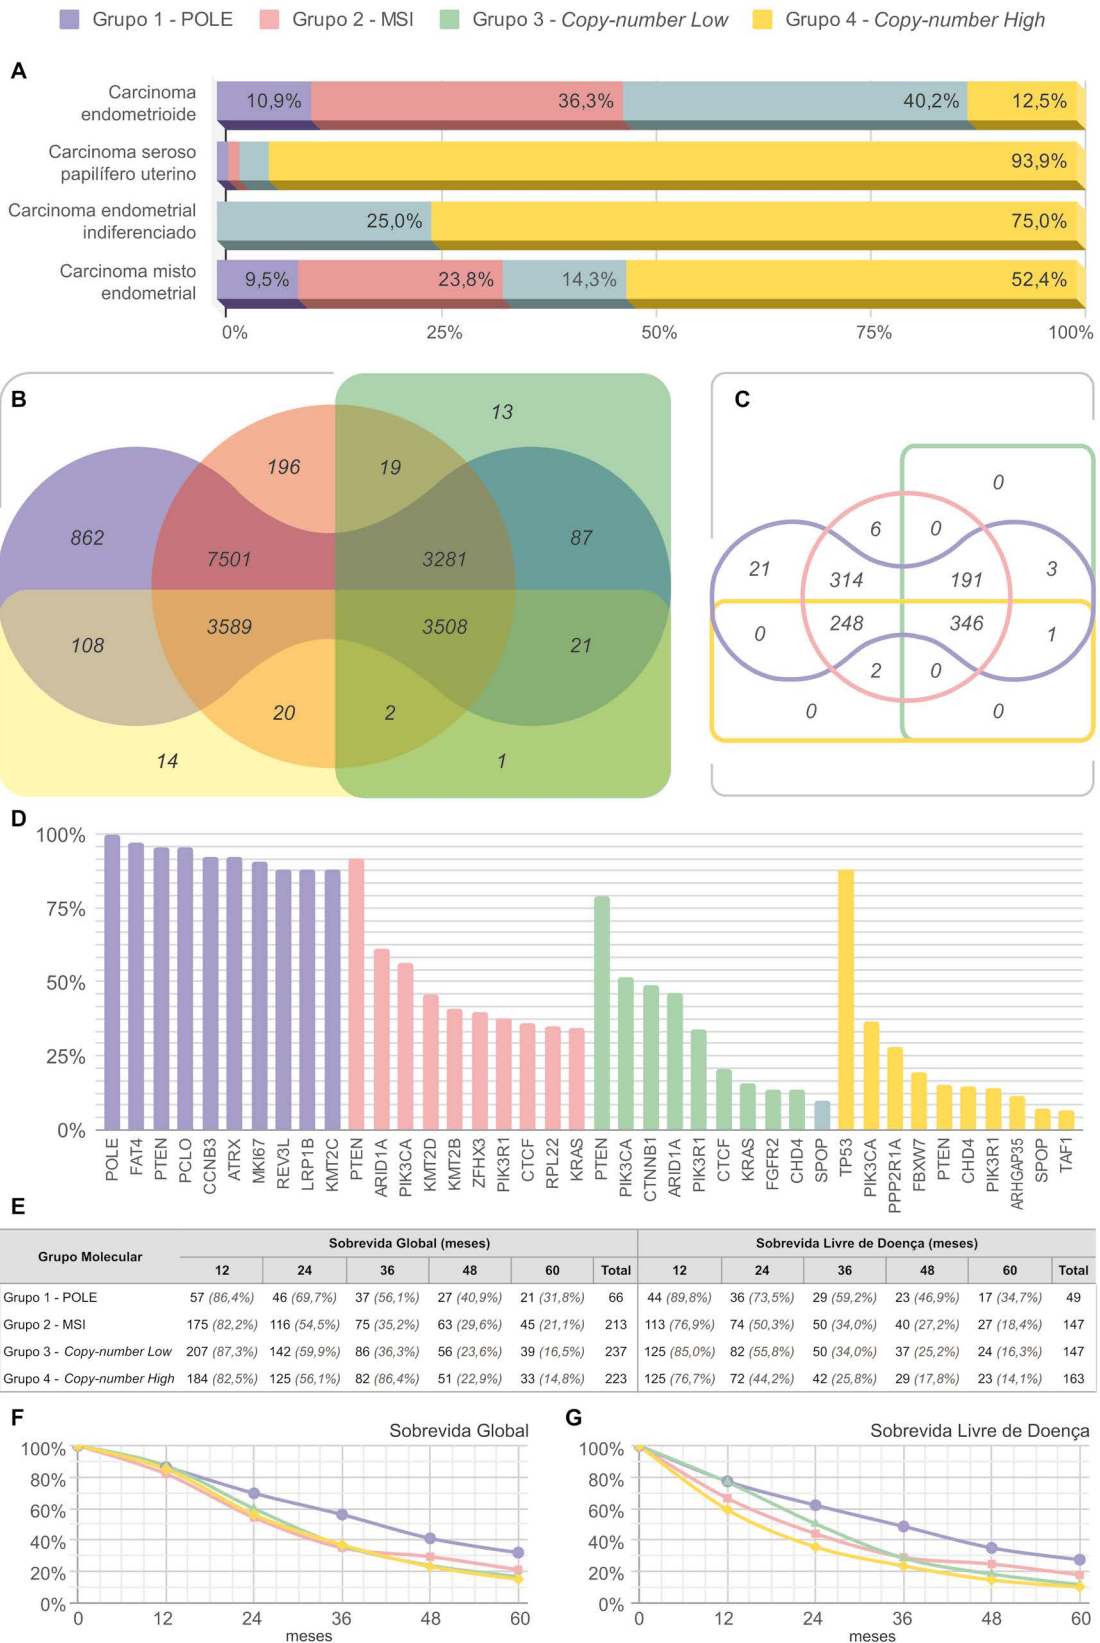 Grupo 1 - POLE Grupo 2 - MSI Grupo 3 - Copy-number Low Grupo 4 - Copy-number High
A
Carcinoma
endometrioide
10,9% 36,3% 40,2% 12,5%
Carcinoma seroso
papilífero uterino
93,9%
Carcinoma endometrial
indiferenciado
25,0% 75,0%
Carcinoma misto
endometrial
9,5% 23,8% 14,3% 52,4%
0% 25% 50% 75% 100%
B
13
196 19
862 7501 3281 87
108 3589 3508 21
20 2
14 1
C
0
6 0
21 314 191 3
0 248 346 1
2 0
0 0
D
100%
75%
50%
25%
0%
POLE FAT4 PTEN PCLO CCNB3 ATRX MKI67 REV3L LRP1B KMT2C PTEN ARID1A PIK3CA KMT2D KMT2B ZFHX3 PIK3R1 CTCF RPL22 KRAS PTEN PIK3CA CTNNB1 ARID1A PIK3R1 CTCF KRAS FGFR2 CHD4 SPOP TP53 PIK3CA PPP2R1A FBXW7 PTEN CHD4 PIK3R1 ARHGAP35 SPOP TAF1
E
Grupo Molecular Sobrevida Global (meses) Sobrevida Livre de Doença (meses)
12 24 36 48 60 Total 12 24 36 48 60 Total
Grupo 1 - POLE 57 (86,4%) 46 (69,7%) 37 (56,1%) 27 (40,9%) 21 (31,8%) 66 44 (89,8%) 36 (73,5%) 29 (59,2%) 23 (46,9%) 17 (34,7%) 49
Grupo 2 - MSI 175 (82,2%) 116 (54,5%) 75 (35,2%) 63 (29,6%) 45 (21,1%) 213 113 (76,9%) 74 (50,3%) 50 (34,0%) 40 (27,2%) 27 (18,4%) 147
Grupo 3 - Copy-number Low 207 (87,3%) 142 (59,9%) 86 (36,3%) 56 (23,6%) 39 (16,5%) 237 125 (85,0%) 82 (55,8%) 50 (34,0%) 37 (25,2%) 24 (16,3%) 147
Grupo 4 - Copy-number High 184 (82,5%) 125 (56,1%) 82 (86,4%) 51 (22,9%) 33 (14,8%) 223 125 (76,7%) 72 (44,2%) 42 (25,8%) 29 (17,8%) 23 (14,1%) 163
F
Sobrevida Global
100%
80%
60%
40%
20%
0%
0 12 24 36 48 60
meses
G
Sobrevida Livre de Doença
100%
80%
60%
40%
20%
0%
0 12 24 36 48 60
meses